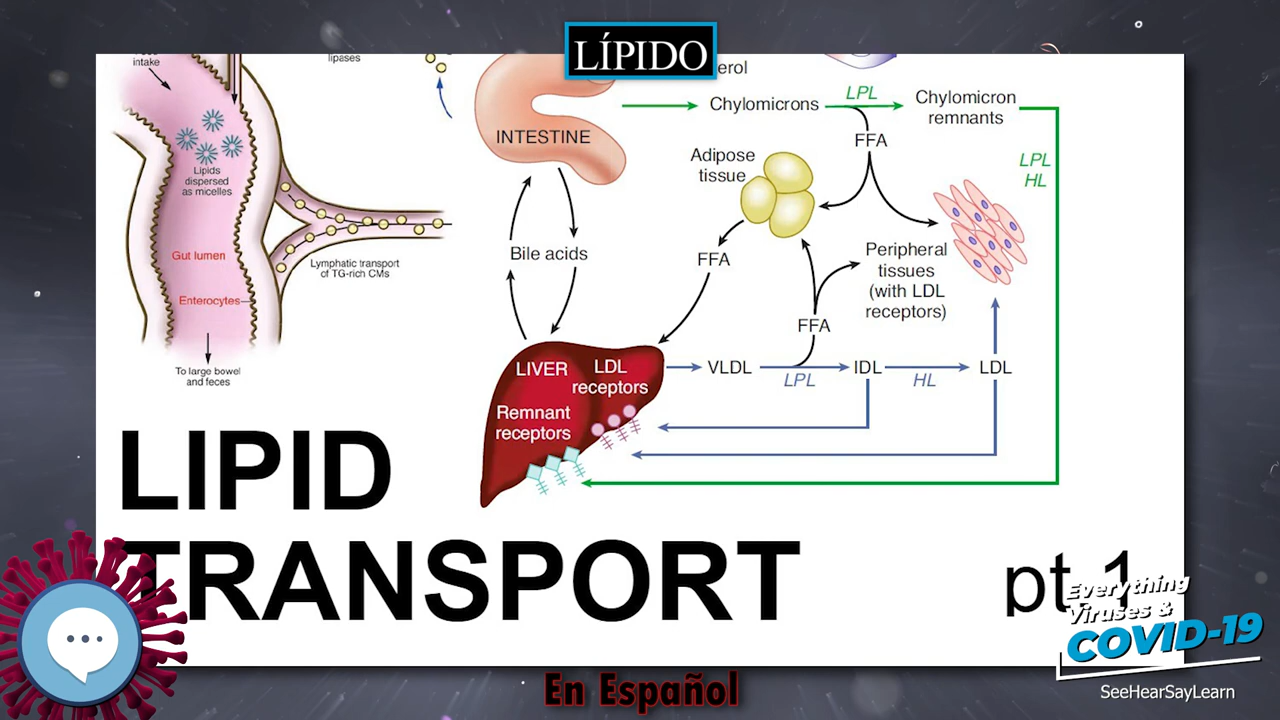 LÍPIDO
intake
lipases
erol
Chylomicrons
LPL
Chylomicron
remnants
INTESTINE
FFA
Adipose
tissue
LPL
HL
Lipids
dispersed
as micelles
Bile acids
FFA
Peripheral
tissues
(with LDL
receptors)
Gut lumen
Lymphatic transport
of TG-rich CMs
Enterocytes
FFA
To large bowel
and feces
LIVER
LDL
receptors
Remnant
receptors
VLDL
LPL
IDL
HL
LDL
LIPID
TRANSPORT
pt 1
Everything
Viruses &
COVID-19
SeeHearSayLearn
En Español